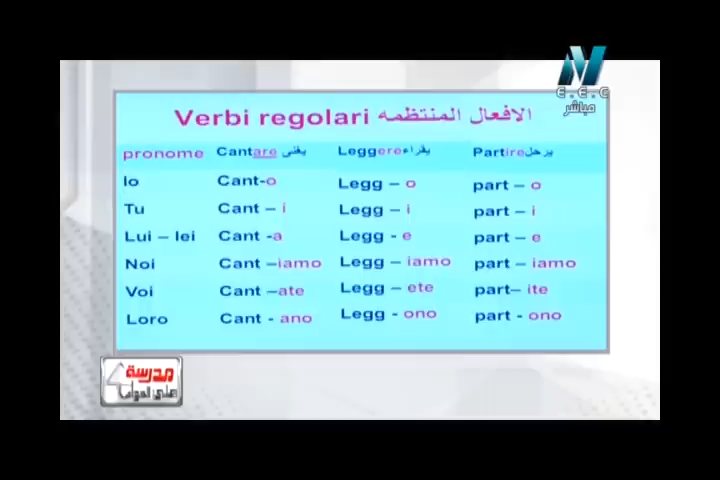 E.E.C
مباشر
Verbi regolari الافعال المنتظمه
pronome Cantare يغنى Leggere يقراء Partire يرحل
Io Cant-o Legg – o part – o
Tu Cant – i Legg – i part – i
Lui – lei Cant -a Legg - e part – e
Noi Cant –iamo Legg – iamo part – iamo
Voi Cant –ate Legg – ete part– ite
Loro Cant - ano Legg - ono part - ono
مدرسة
على الهواء